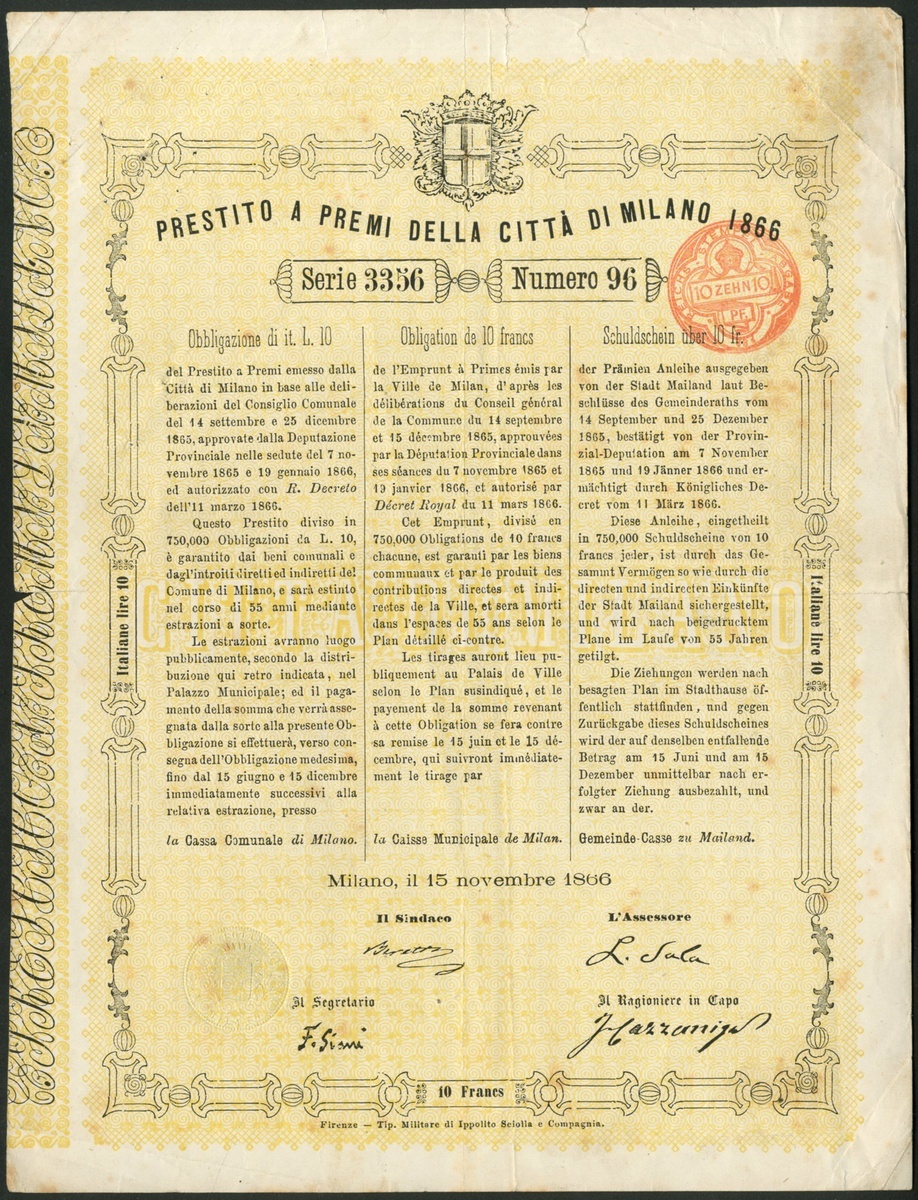 PRESTITO A PREMI DELLA CITTÀ DI MILANO 1866
Serie 3356 Numero 96
10 ZEHN 10
PF.
Obbligazione di it. L. 10
del Prestito a Premi emesso dalla
Città di Milano in base alle deli-
berazioni del Consiglio Comunale
del 14 settembre e 25 dicembre
1865, approvate dalla Deputazione
Provinciale nelle sedute del 7 no-
vembre 1865 e 19 gennaio 1866,
ed autorizzato con R. Decreto
dell'11 marzo 1866.
Questo Prestito diviso in
750,000 Obbligazioni da L. 10,
è garantito dai beni comunali e
dagl'introiti diretti ed indiretti del
Comune di Milano, e sarà estinto
nel corso di 55 anni mediante
estrazioni a sorte.
Le estrazioni avranno luogo
pubblicamente, secondo la distri-
buzione qui retro indicata, nel
Palazzo Municipale; ed il paga-
mento della somma che verrà asse-
gnata dalla sorte alla presente Ob-
bligazione si effettuerà, verso con-
segna dell'Obbligazione medesima,
fino dal 15 giugno e 15 dicembre
immediatamente successivi alla
relativa estrazione, presso
la Cassa Comunale di Milano.
Obligation de 10 francs
de l'Emprunt à Primes émis par
la Ville de Milan, d'après les
délibérations du Conseil général
de la Commune du 14 septembre
et 15 décembre 1865, approuvées
par la Députation Provinciale dans
ses séances du 7 novembre 1865 et
19 janvier 1866, et autorisé par
Décret Royal du 11 mars 1866.
Cet Emprunt, divisé en
750,000 Obligations de 10 francs
chacune, est garanti par les biens
communaux et par le produit des
contributions directes et indi-
rectes de la Ville, et sera amorti
dans l'espaces de 55 ans selon le
Plan détaillé ci-contre.
Les tirages auront lieu pu-
bliquement au Palais de Ville
selon le Plan susindiqué, et le
payement de la somme revenant
à cette Obligation se fera contre
sa remise le 15 juin et le 15 dé-
cembre, qui suivront immédiate-
ment le tirage par
la Caisse Municipale de Milan.
Schuldschein über 10 fr.
der Prämien Anleihe ausgegeben
von der Stadt Mailand laut Be-
schlüsse des Gemeinderaths vom
14 September und 25 Dezember
1865, bestätigt von der Provin-
zial-Deputation am 7 November
1865 und 19 Jänner 1866 und er-
mächtigt durch Königliches De-
cret vom 11 März 1866.
Diese Anleihe, eingetheilt
in 750,000 Schuldscheine von 10
francs jeder, ist durch das Ge-
sammt Vermögen so wie durch die
directen und indirecten Einkünfte
der Stadt Mailand sichergestellt,
und wird nach beigedrucktem
Plane im Laufe von 55 Jahren
getilgt.
Die Ziehungen werden nach
besagten Plan im Stadthause öf-
fentlich stattfinden, und gegen
Zurückgabe dieses Schuldscheines
wird der auf denselben entfallende
Betrag am 15 Juni und am 15
Dezember unmittelbar nach er-
folgter Ziehung ausbezahlt, und
zwar an der.
Gemeinde-Casse zu Mailand.
Italiane lire 10
Italiane lire 10
Milano, il 15 novembre 1866
Il Sindaco L'Assessore
Beretta L. Sala
Il Segretario Il Ragioniere in Capo
10 Francs
Firenze — Tip. Militare di Ippolito Sciolla e Compagnia.